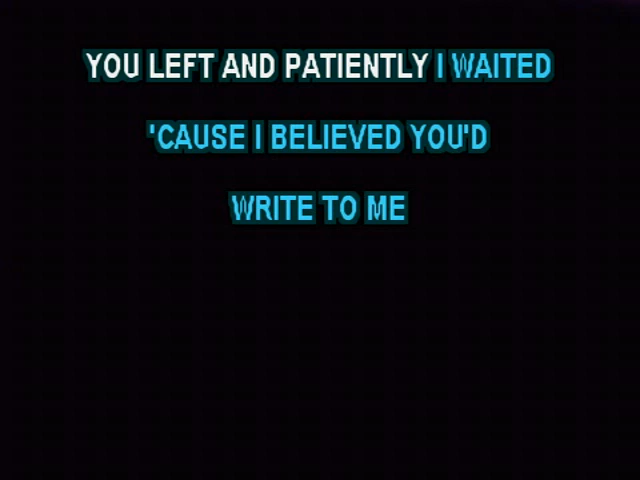 YOU LEFT AND PATIENTLY I WAITED
'CAUSE I BELIEVED YOU'D
WRITE TO ME